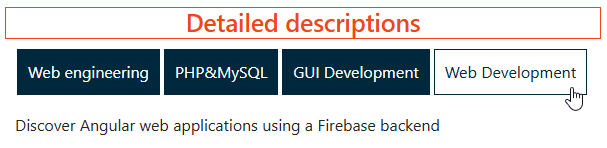 Detailed descriptions
Web engineering PHP&MySQL GUI Development Web Development
Discover Angular web applications using a Firebase backend